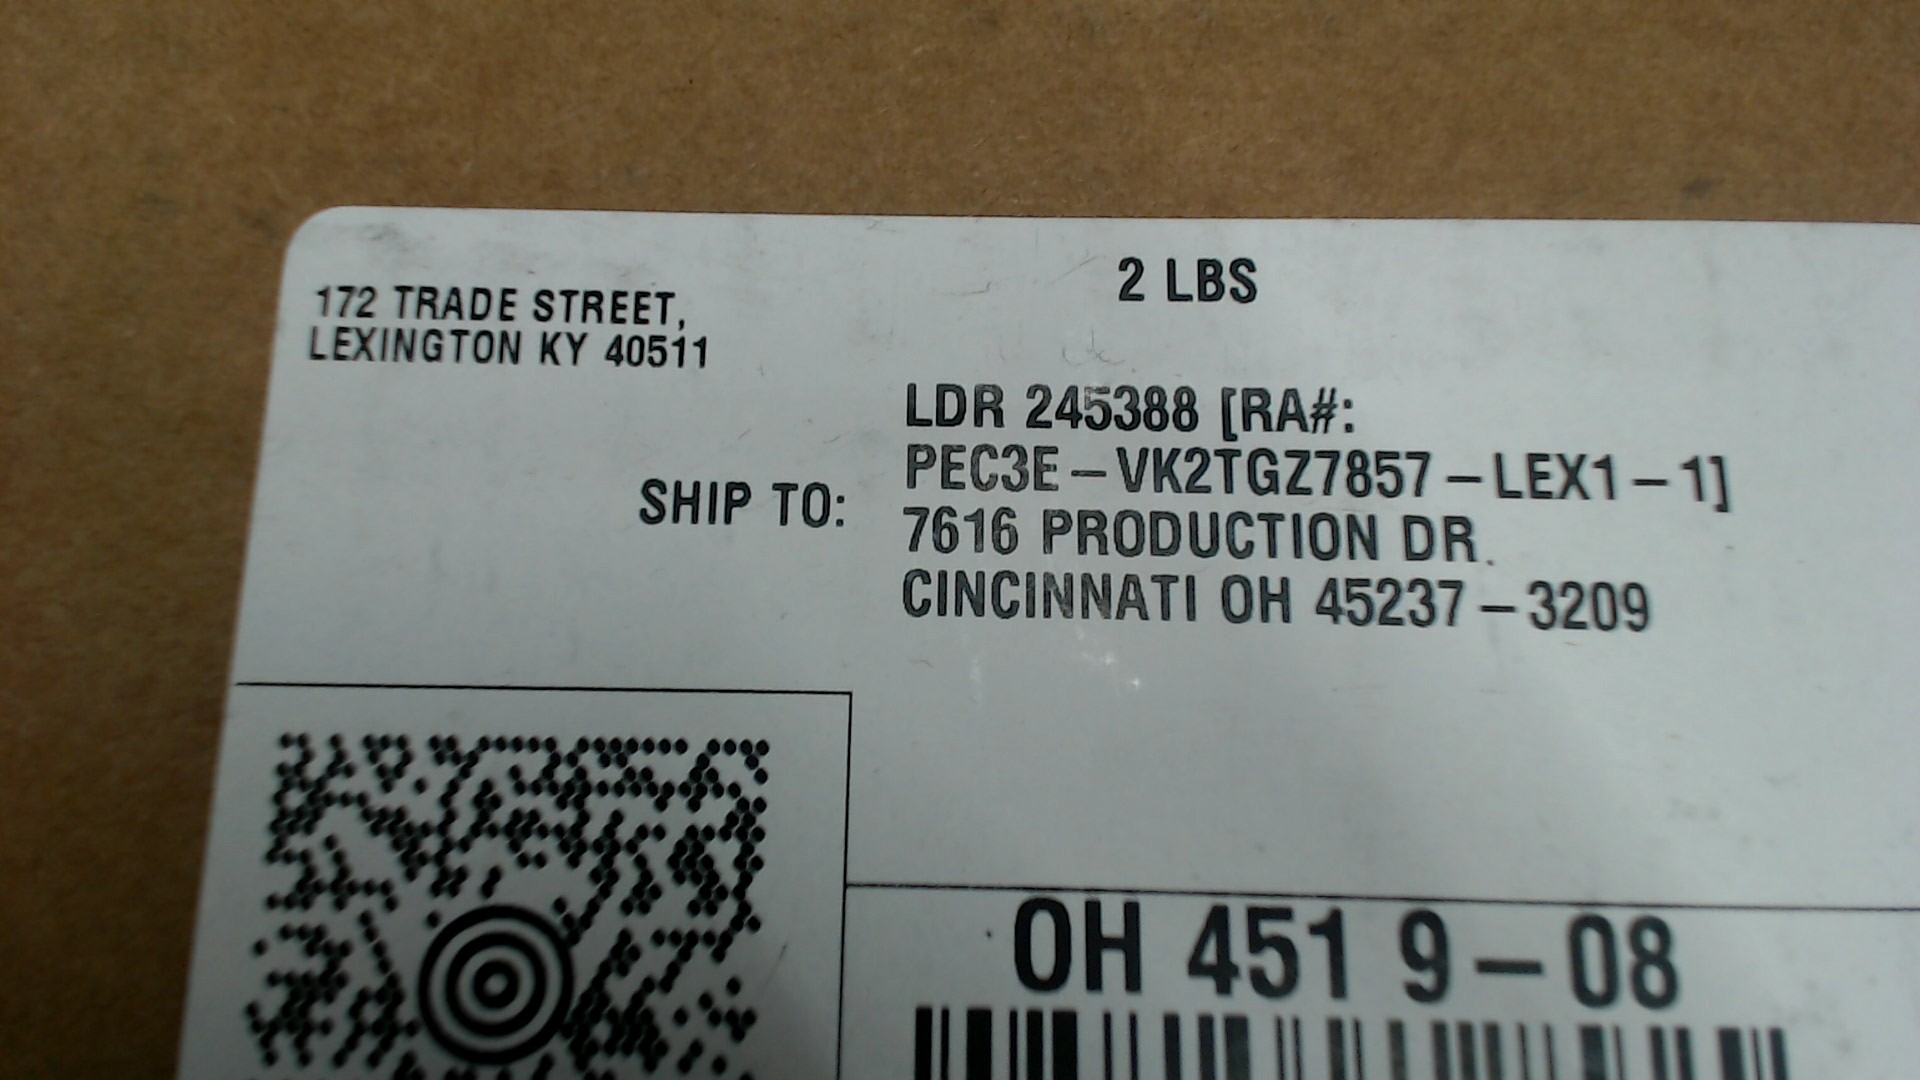 172 TRADE STREET,
LEXINGTON KY 40511
2 LBS
SHIP TO:
LDR 245388 [RA#:
PEC3E-VK2TGZ7857-LEX1-1]
7616 PRODUCTION DR.
CINCINNATI OH 45237-3209
OH 451 9-08